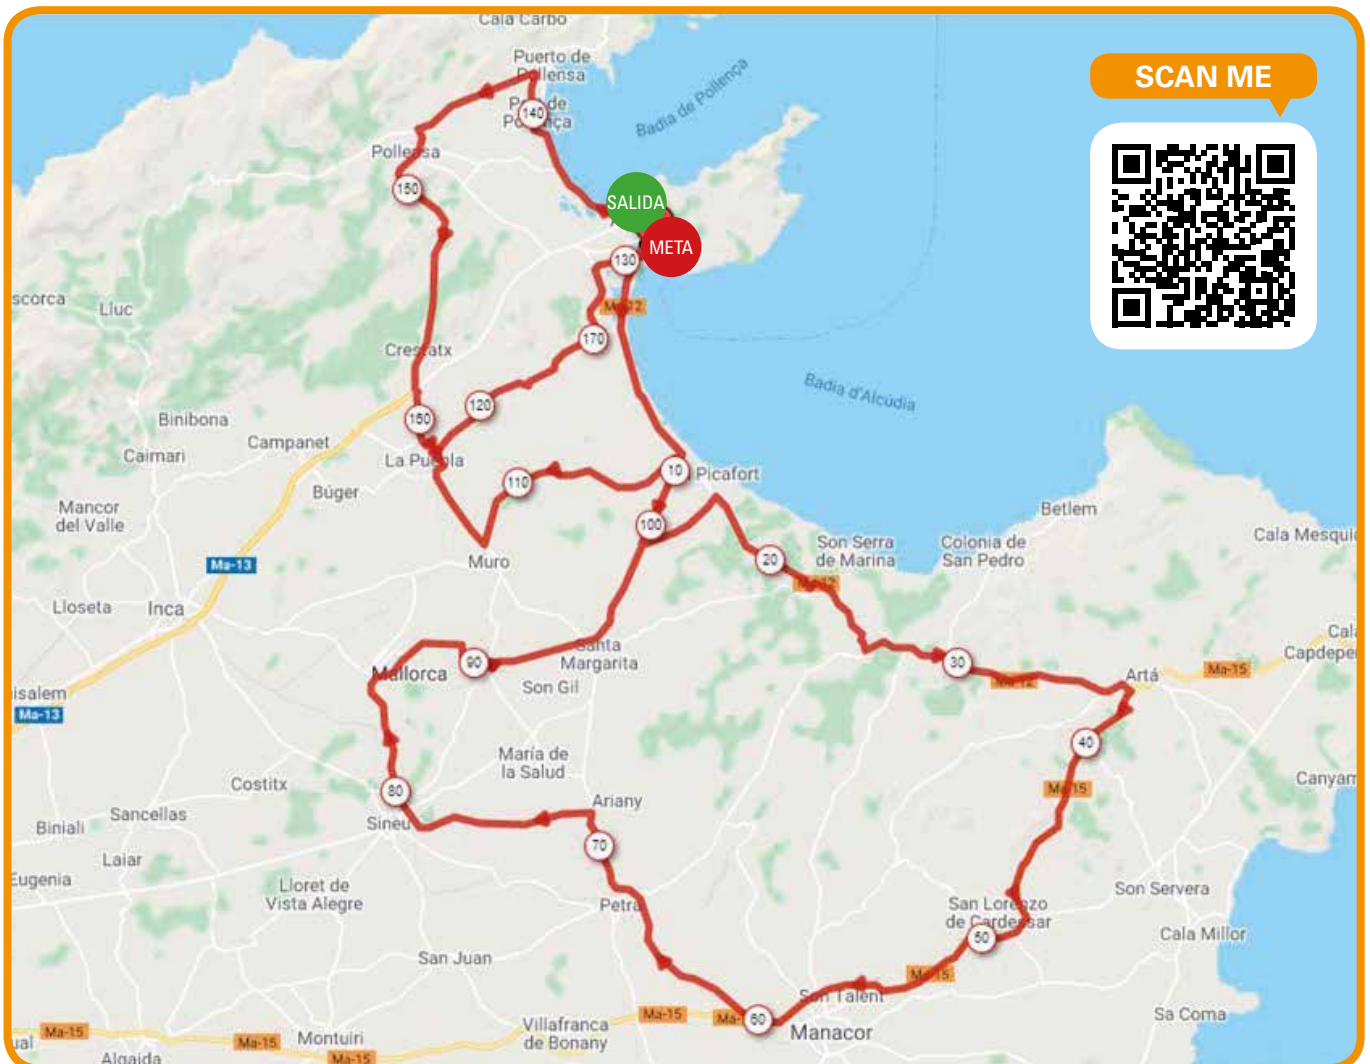 Cala Carbó
Puerto de
Pollensa
SCAN ME
140
Badia de Pollença
Pollensa
150
SALIDA
META
130
scorca
Lluc
Ma-12
170
Crestatx
Badia d'Alcúdia
120
160
Binibona
Campanet
Caimari
La Puebla
10
Picafort
110
Búger
Mancor
del Valle
100
Betlem
Son Serra
de Marina
Colonia de
San Pedro
Cala Mesquid
Muro
20
Ma-13
Ma-12
Lloseta
Inca
Santa
Margarita
Cala
Capdeper
90
30
Mallorca
Son Gil
Ma-12
Artá
Ma-15
isalem
Ma-13
40
María de
la Salud
Costitx
80
Ma-15
Canyam
Ariany
Sancellas
Sineu
Biniali
70
Laiar
Eugenia
Lloret de
Vista Alegre
Petra
Son Servera
San Lorenzo
de Cardessar
50
Cala Millor
San Juan
Ma-15
Son Talent
Ma-15
60
Manacor
Sa Coma
Villafranca
de Bonany
Ma-15
Ma-15
Montuiri
Ma-15
Algaida